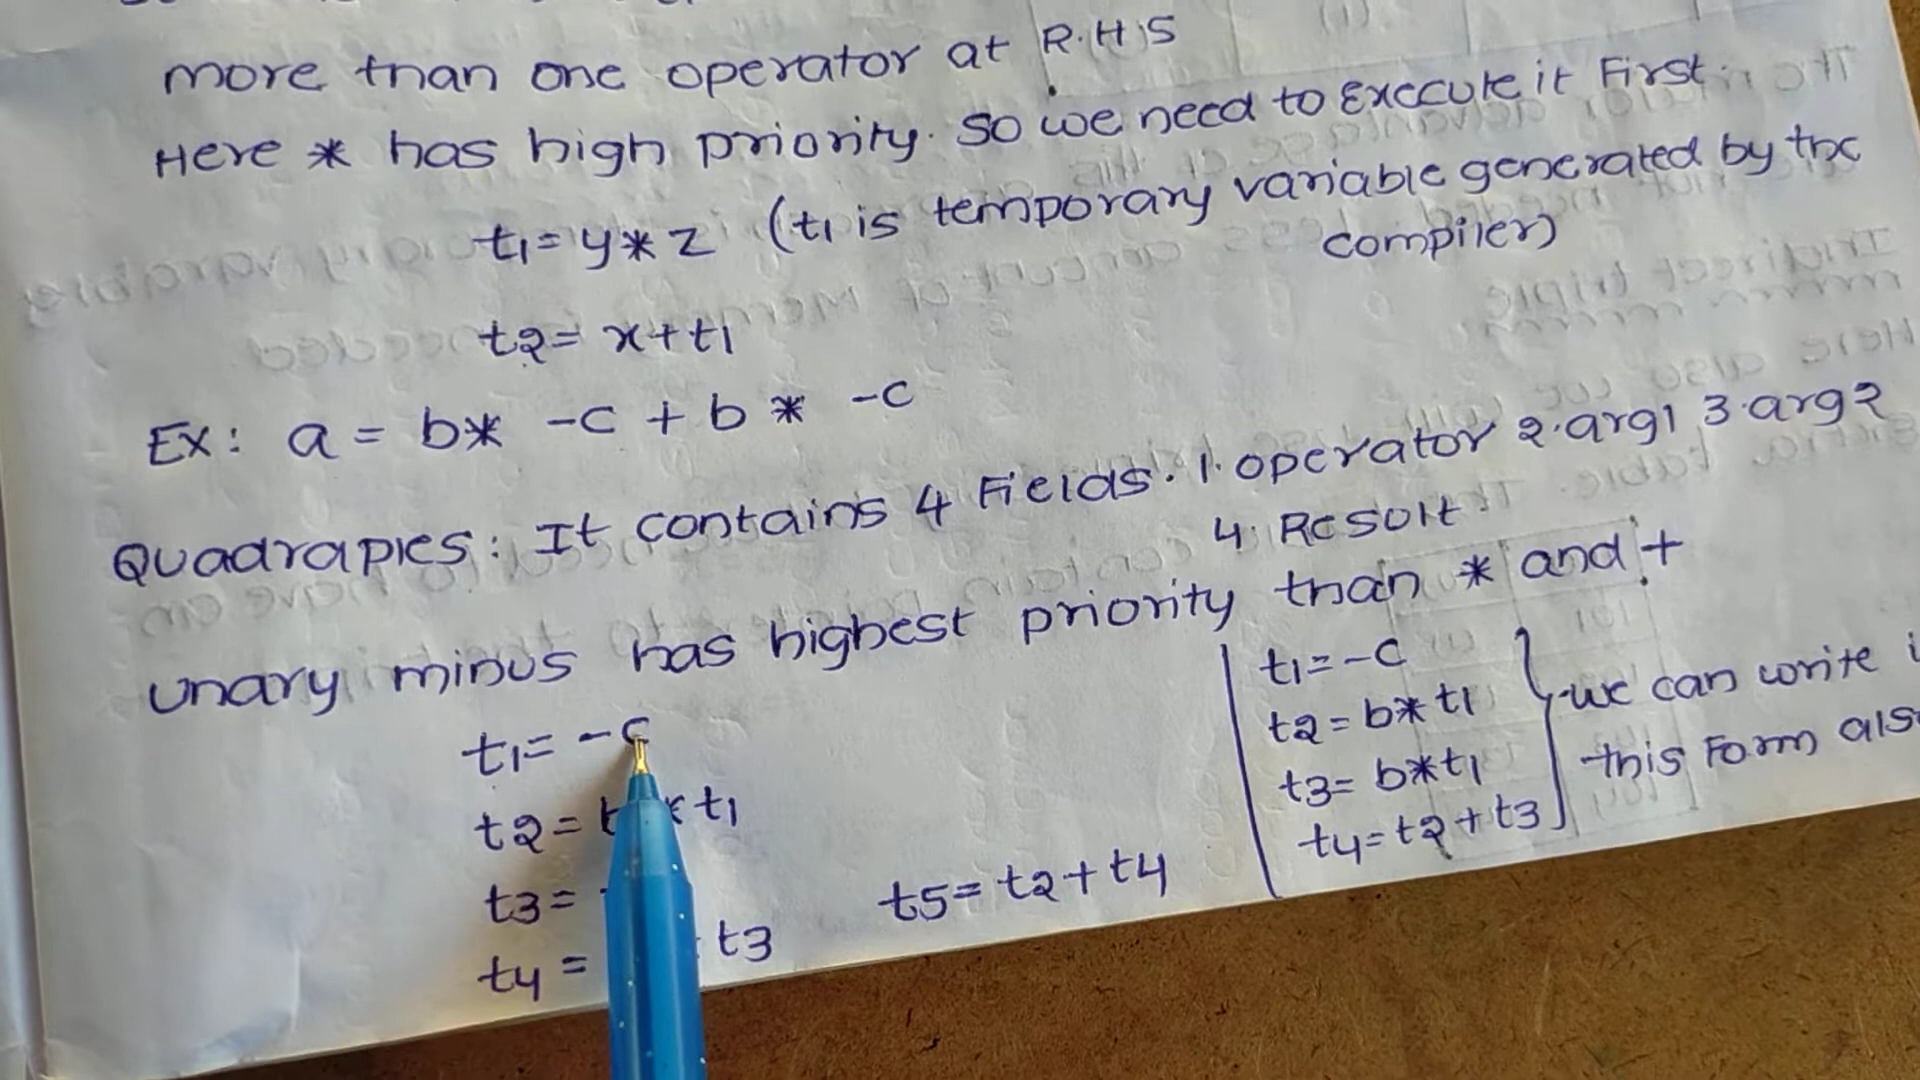 more than one operator at R.H.S
Here * has high priority. So we need to Execute it First.
t1 = y * z (t1 is temporary variable generated by the
compiler)
t2 = x + t1
Ex: a = b * -c + b * -c
Quadraples: It contains 4 Fields. 1. operator 2. arg1 3. arg2
4. Result
unary minus has highest priority than * and +
t1 = -c
t2 = * t1
t3 =
t4 = t3
t5 = t2 + t4
t1 = -c
t2 = b * t1
t3 = b * t1
t4 = t2 + t3
we can write
this Form